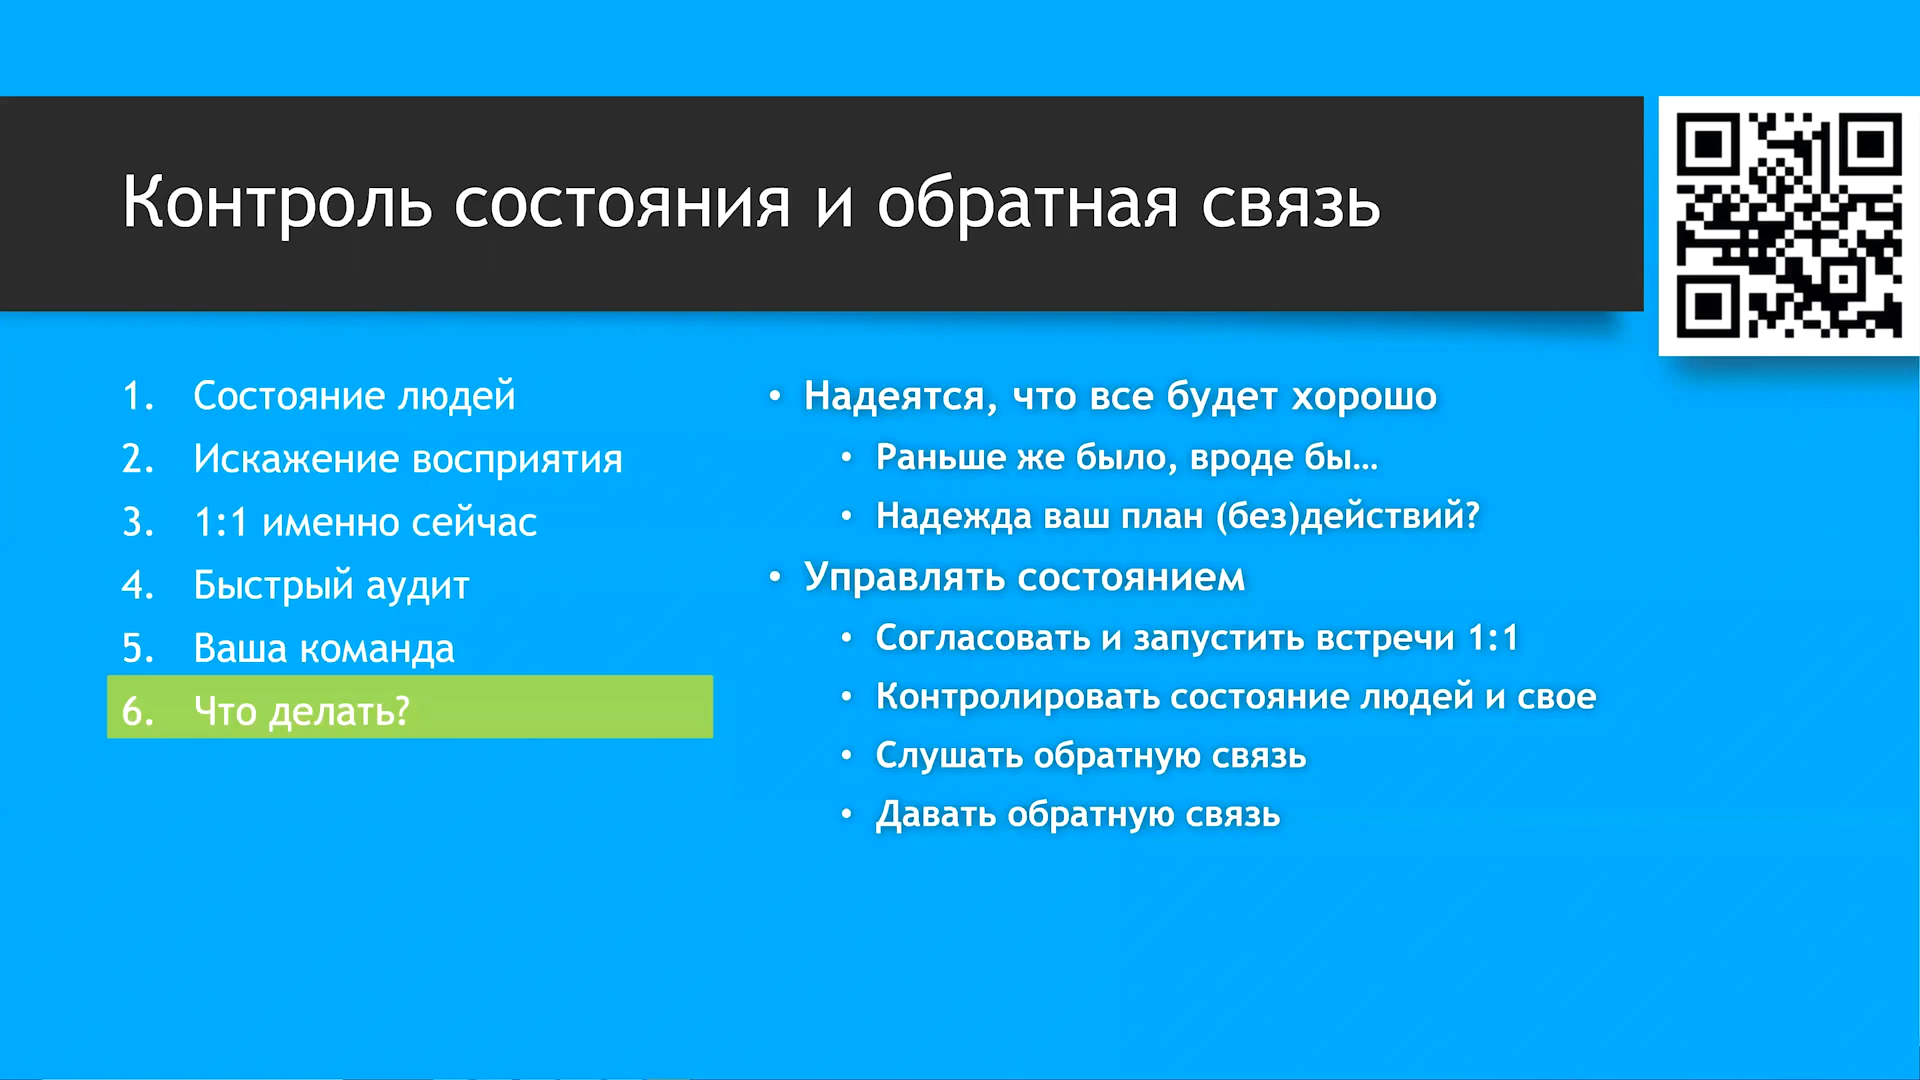 Контроль состояния и обратная связь
1. Состояние людей
2. Искажение восприятия
3. 1:1 именно сейчас
4. Быстрый аудит
5. Ваша команда
6. Что делать?
• Надеятся, что все будет хорошо
• Раньше же было, вроде бы…
• Надежда ваш план (без)действий?
• Управлять состоянием
• Согласовать и запустить встречи 1:1
• Контролировать состояние людей и свое
• Слушать обратную связь
• Давать обратную связь